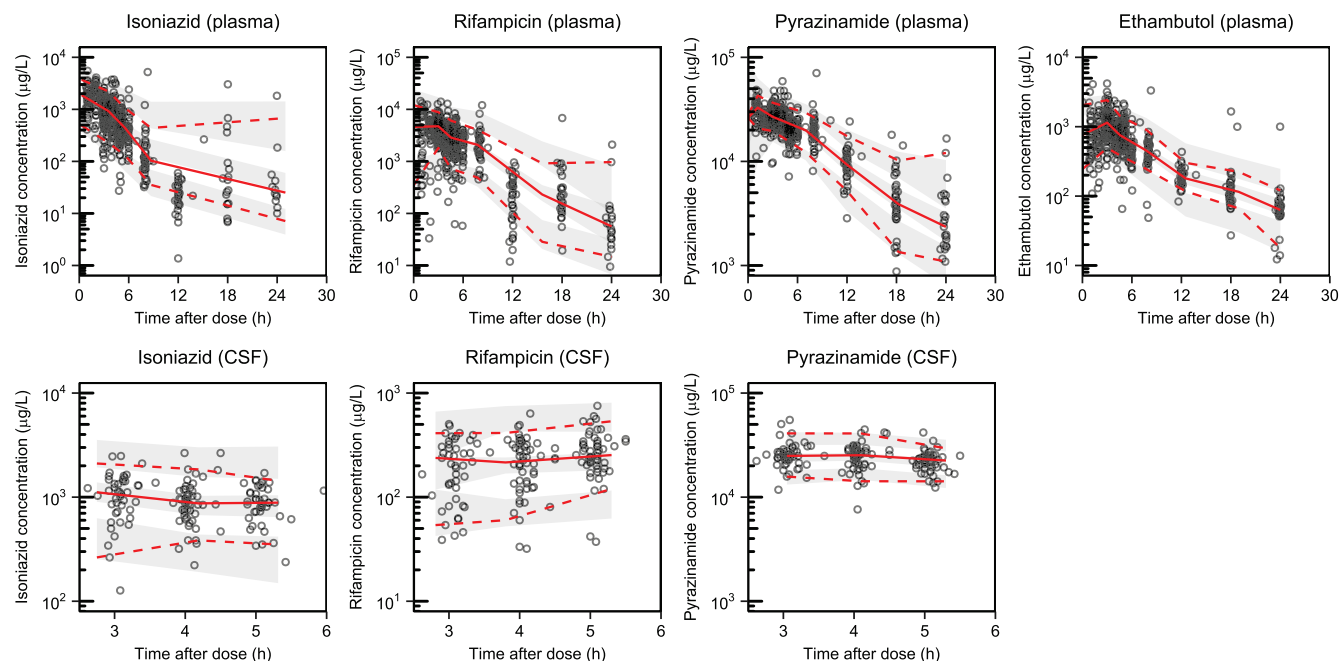 Isoniazid (plasma)
Isoniazid concentration (µg/L)
10⁴
10³
10²
10¹
10⁰
0 6 12 18 24 30
Time after dose (h)
Rifampicin (plasma)
Rifampicin concentration (µg/L)
10⁵
10⁴
10³
10²
10¹
0 6 12 18 24 30
Time after dose (h)
Pyrazinamide (plasma)
Pyrazinamide concentration (µg/L)
10⁵
10⁴
10³
0 6 12 18 24 30
Time after dose (h)
Ethambutol (plasma)
Ethambutol concentration (µg/L)
10⁴
10³
10²
10¹
0 6 12 18 24 30
Time after dose (h)
Isoniazid (CSF)
Isoniazid concentration (µg/L)
10⁴
10³
10²
3 4 5 6
Time after dose (h)
Rifampicin (CSF)
Rifampicin concentration (µg/L)
10³
10²
10¹
3 4 5 6
Time after dose (h)
Pyrazinamide (CSF)
Pyrazinamide concentration (µg/L)
10⁵
10⁴
10³
3 4 5 6
Time after dose (h)